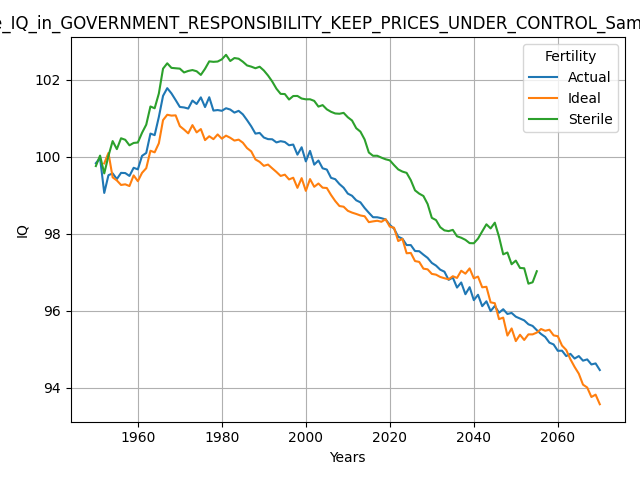 e_IQ_in_GOVERNMENT_RESPONSIBILITY_KEEP_PRICES_UNDER_CONTROL_Sam
Fertility
Actual
Ideal
Sterile
IQ
102
100
98
96
94
1960 1980 2000 2020 2040 2060
Years